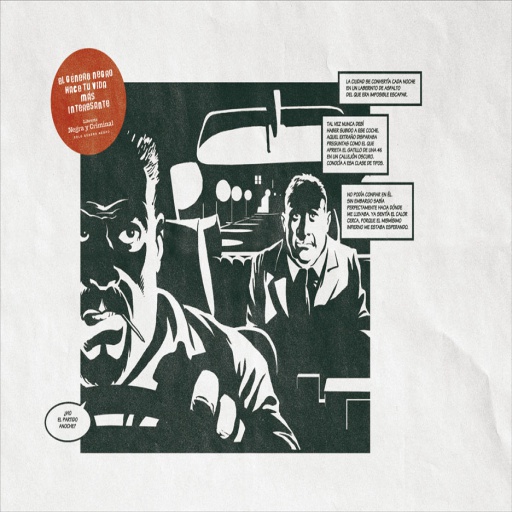 EL GÉNERO NEGRO
HACE TU VIDA
MÁS
INTERESANTE
Librería
Negra y Criminal
SÓLO GÉNERO NEGRO
LA CIUDAD SE CONVERTÍA CADA NOCHE
EN UN LABERINTO DE ASFALTO
DEL QUE ERA IMPOSIBLE ESCAPAR.
TAL VEZ NUNCA DEBÍ
HABER SUBIDO A ESE COCHE.
AQUEL EXTRAÑO DISPARABA
PREGUNTAS COMO EL QUE
APRIETA EL GATILLO DE UNA 45
EN UN CALLEJÓN OSCURO.
CONOCÍA A ESA CLASE DE TIPOS.
NO PODÍA CONFIAR EN ÉL.
SIN EMBARGO SABÍA
PERFECTAMENTE HACIA DÓNDE
ME LLEVABA. YA SENTÍA EL CALOR
CERCA, PORQUE EL MISMÍSIMO
INFIERNO ME ESTABA ESPERANDO.
¿VIO
EL PARTIDO
ANOCHE?